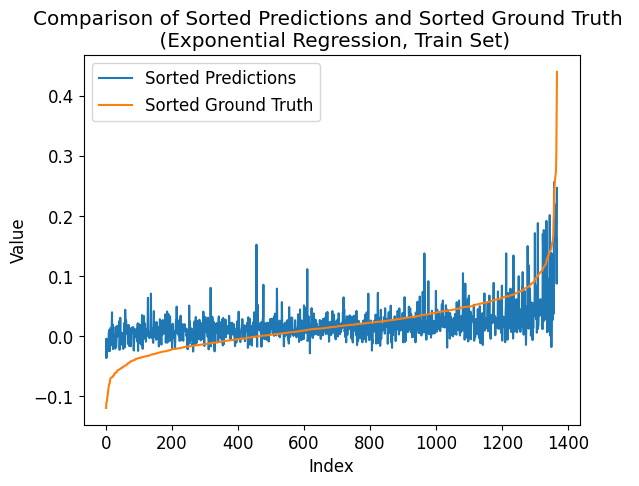 Comparison of Sorted Predictions and Sorted Ground Truth
(Exponential Regression, Train Set)
Sorted Predictions
Sorted Ground Truth
Value
0.4
0.3
0.2
0.1
0.0
−0.1
0
200
400
600
800
1000
1200
1400
Index